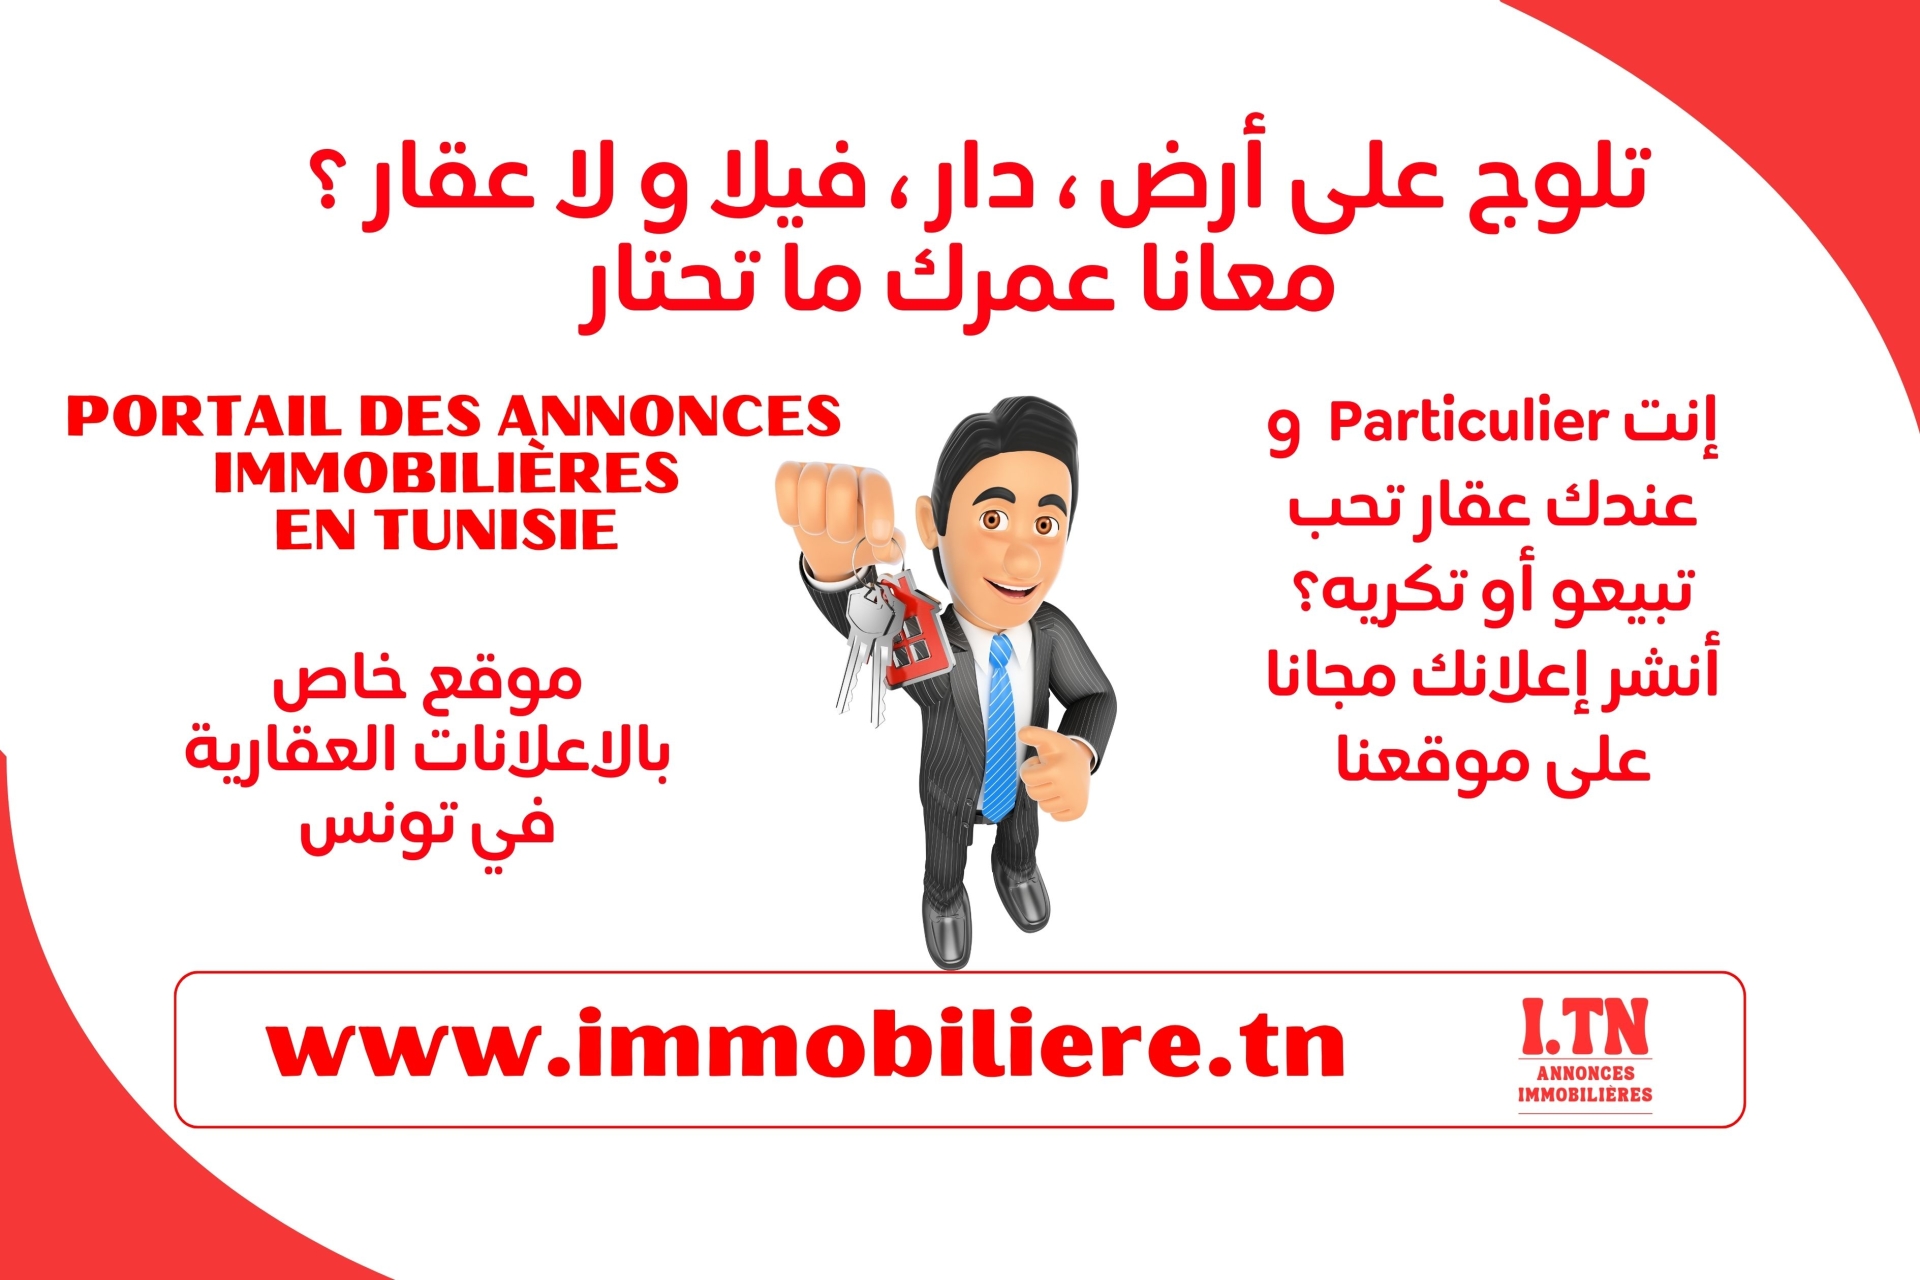 تلوج على أرض ، دار ، فيلا و لا عقار ؟
معانا عمرك ما تحتار
PORTAIL DES ANNONCES
IMMOBILIÈRES
EN TUNISIE
موقع خاص
بالاعلانات العقارية
في تونس
إنت Particulier و
عندك عقار تحب
تبيعو أو تكريه؟
أنشر إعلانك مجانا
على موقعنا
www.immobiliere.tn
I.TN
ANNONCES
IMMOBILIÈRES